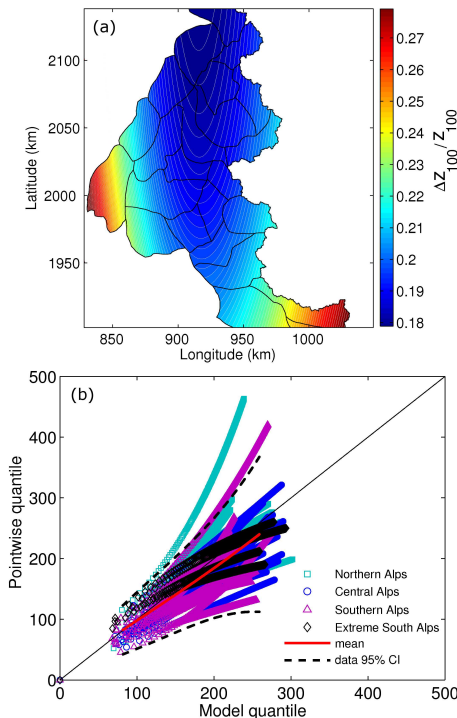 (a)
2100
2050
2000
1950
Latitude (km)
850
900
950
1000
Longitude (km)
0.27
0.26
0.25
0.24
0.23
0.22
0.21
0.2
0.19
Δz100/z100
(b)
500
400
300
200
100
0
Pointwise quantile
Northern Alps
Central Alps
Southern Alps
Extreme South Alps
mean
data 95% CI
0
100
200
300
400
500
Model quantile